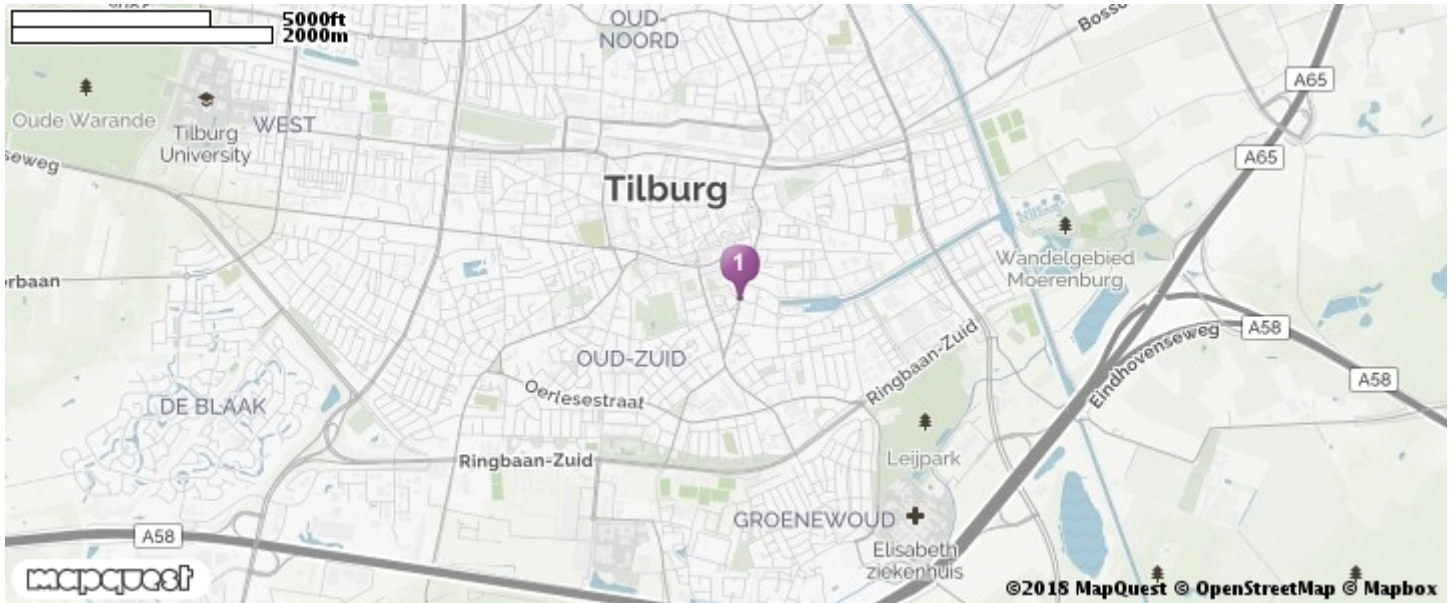 5000ft
2000m
OUD-
NOORD
A65
Oude Warande
Tilburg
University
WEST
seweg
A65
Tilburg
1
Wandelgebied
Moerenburg
erbaan
A58
Eindhovenseweg
Ringbaan-Zuid
OUD-ZUID
A58
Oerlesestraat
DE BLAAK
Leijpark
Ringbaan-Zuid
GROENEWOUD
A58
Elisabeth
ziekenhuis
mapquest
©2018 MapQuest © OpenStreetMap © Mapbox